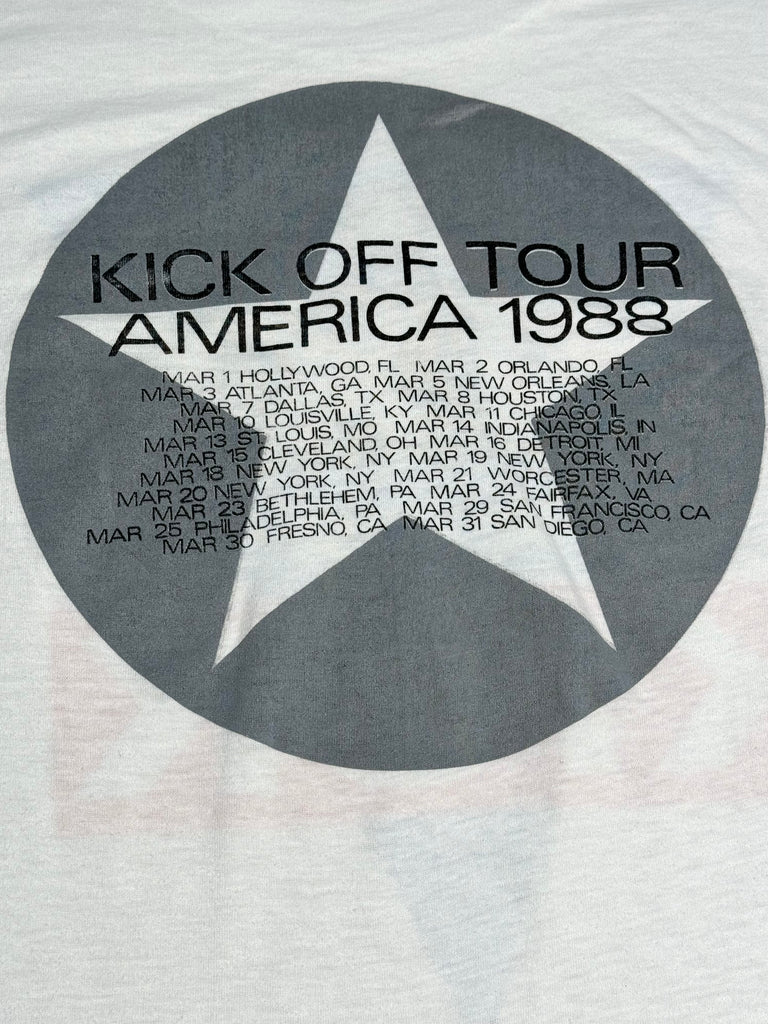 KICK OFF TOUR
AMERICA 1988
MAR 1 HOLLYWOOD, FL MAR 2 ORLANDO, FL
MAR 3 ATLANTA, GA MAR 5 NEW ORLEANS, LA
MAR 7 DALLAS, TX MAR 8 HOUSTON, TX
MAR 10 LOUISVILLE, KY MAR 11 CHICAGO, IL
MAR 13 ST. LOUIS, MO MAR 14 INDIANAPOLIS, IN
MAR 15 CLEVELAND, OH MAR 16 DETROIT, MI
MAR 18 NEW YORK, NY MAR 19 NEW YORK, NY
MAR 20 NEW YORK, NY MAR 21 WORCESTER, MA
MAR 23 BETHLEHEM, PA MAR 24 FAIRFAX, VA
MAR 25 PHILADELPHIA, PA MAR 29 SAN FRANCISCO, CA
MAR 30 FRESNO, CA MAR 31 SAN DIEGO, CA